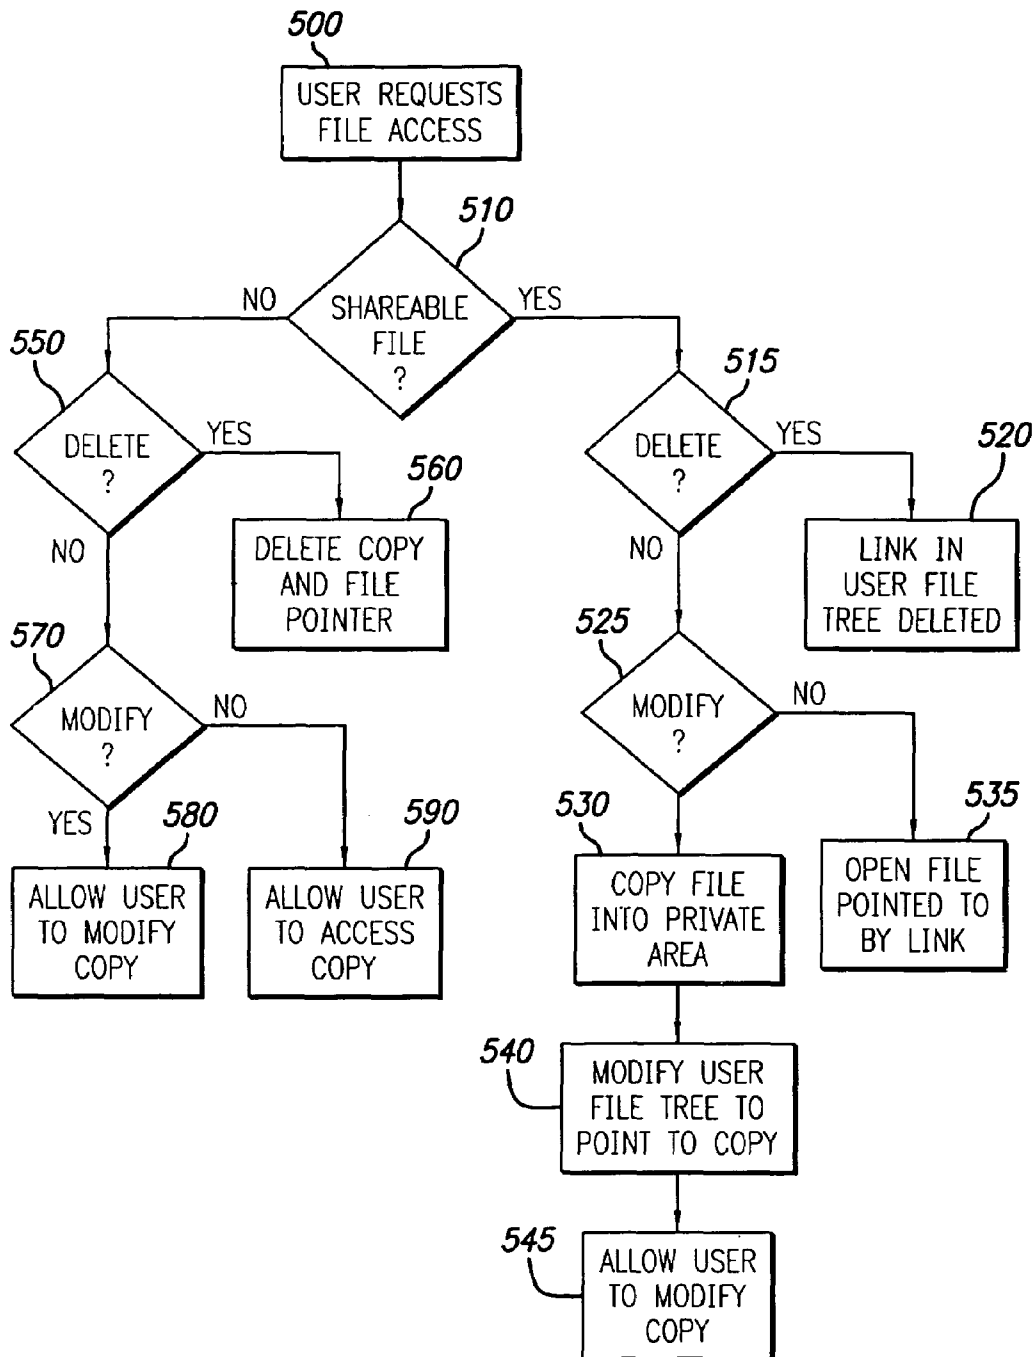 500
USER REQUESTS
FILE ACCESS
510
SHAREABLE
FILE
?
NO
YES
550
DELETE
?
YES
NO
560
DELETE COPY
AND FILE
POINTER
515
DELETE
?
YES
NO
520
LINK IN
USER FILE
TREE DELETED
570
MODIFY
?
NO
YES
580
ALLOW USER
TO MODIFY
COPY
590
ALLOW USER
TO ACCESS
COPY
525
MODIFY
?
NO
530
COPY FILE
INTO PRIVATE
AREA
535
OPEN FILE
POINTED TO
BY LINK
540
MODIFY USER
FILE TREE TO
POINT TO COPY
545
ALLOW USER
TO MODIFY
COPY